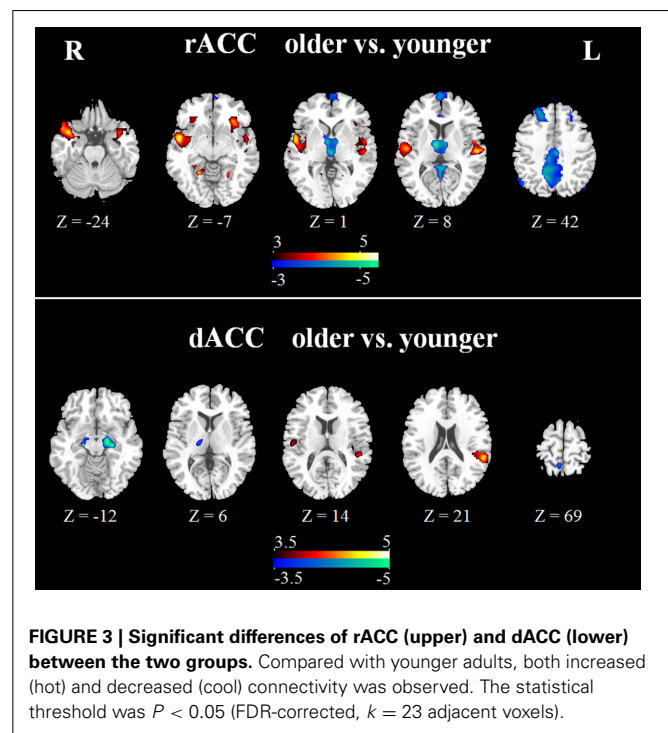 R rACC older vs. younger L
Z = -24 Z = -7 Z = 1 Z = 8 Z = 42
3 5
-3 -5
dACC older vs. younger
Z = -12 Z = 6 Z = 14 Z = 21 Z = 69
3.5 5
-3.5 -5
FIGURE 3 | Significant differences of rACC (upper) and dACC (lower)
between the two groups. Compared with younger adults, both increased
(hot) and decreased (cool) connectivity was observed. The statistical
threshold was P < 0.05 (FDR-corrected, k = 23 adjacent voxels).